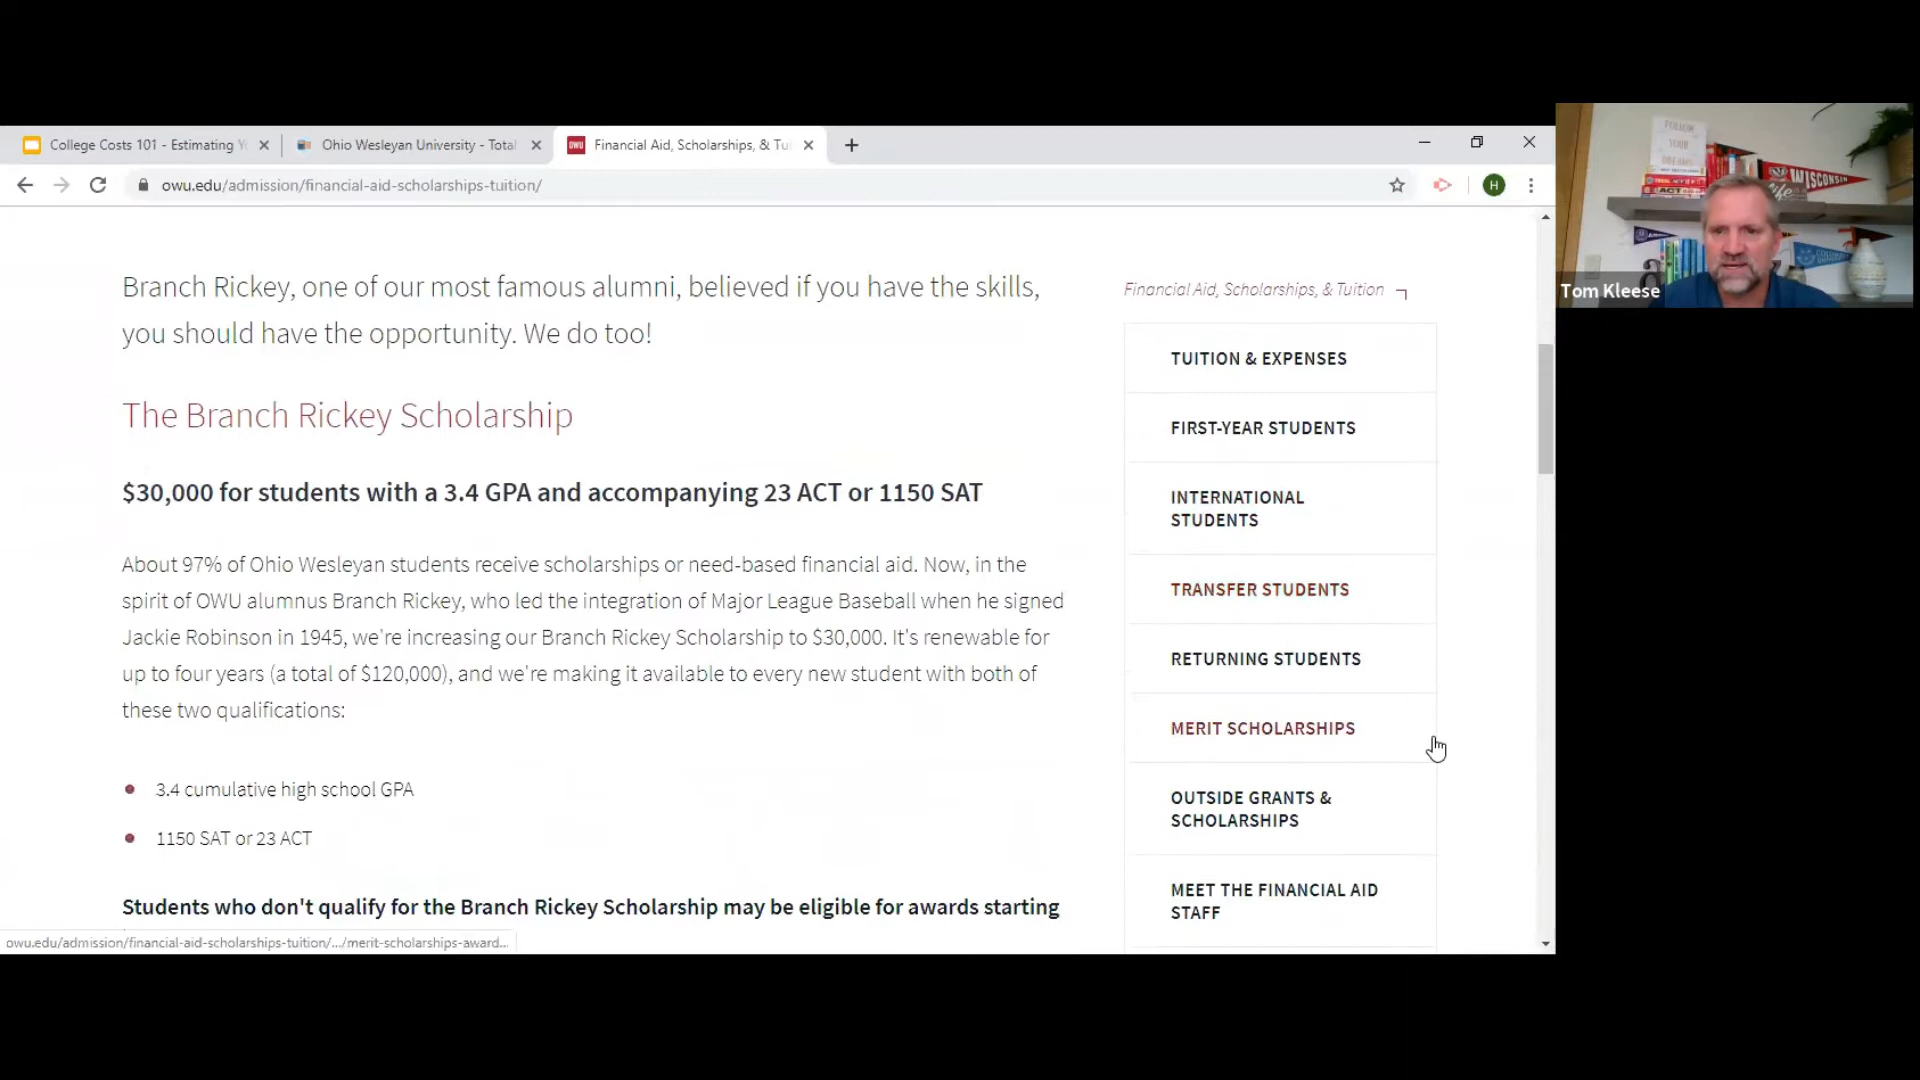 College Costs 101 - Estimating Y
Ohio Wesleyan University - Total
Financial Aid, Scholarships, & Tui
owu.edu/admission/financial-aid-scholarships-tuition/
H
Branch Rickey, one of our most famous alumni, believed if you have the skills,
you should have the opportunity. We do too!
The Branch Rickey Scholarship
$30,000 for students with a 3.4 GPA and accompanying 23 ACT or 1150 SAT
About 97% of Ohio Wesleyan students receive scholarships or need-based financial aid. Now, in the
spirit of OWU alumnus Branch Rickey, who led the integration of Major League Baseball when he signed
Jackie Robinson in 1945, we're increasing our Branch Rickey Scholarship to $30,000. It's renewable for
up to four years (a total of $120,000), and we're making it available to every new student with both of
these two qualifications:
3.4 cumulative high school GPA
1150 SAT or 23 ACT
Students who don't qualify for the Branch Rickey Scholarship may be eligible for awards starting
owu.edu/admission/financial-aid-scholarships-tuition/.../merit-scholarships-award...
Financial Aid, Scholarships, & Tuition
TUITION & EXPENSES
FIRST-YEAR STUDENTS
INTERNATIONAL
STUDENTS
TRANSFER STUDENTS
RETURNING STUDENTS
MERIT SCHOLARSHIPS
OUTSIDE GRANTS &
SCHOLARSHIPS
MEET THE FINANCIAL AID
STAFF
FOLLOW
YOUR
DREAMS
WISCONSIN
life
ACT
Tom Kleese